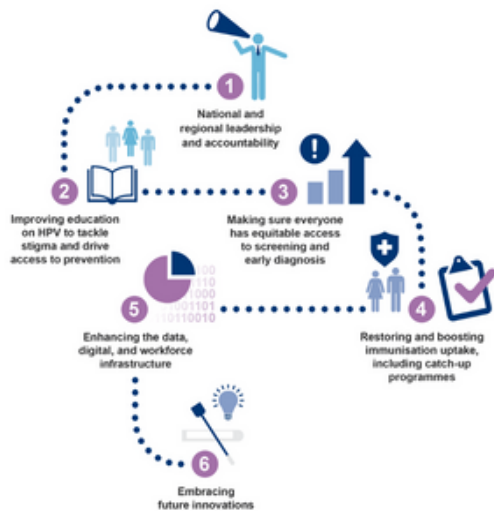 1
National and
regional leadership
and accountability
2
Improving education
on HPV to tackle
stigma and drive
access to prevention
3
Making sure everyone
has equitable access
to screening and
early diagnosis
4
Restoring and boosting
immunisation uptake,
including catch-up
programmes
5
Enhancing the data,
digital, and workforce
infrastructure
6
Embracing
future innovations